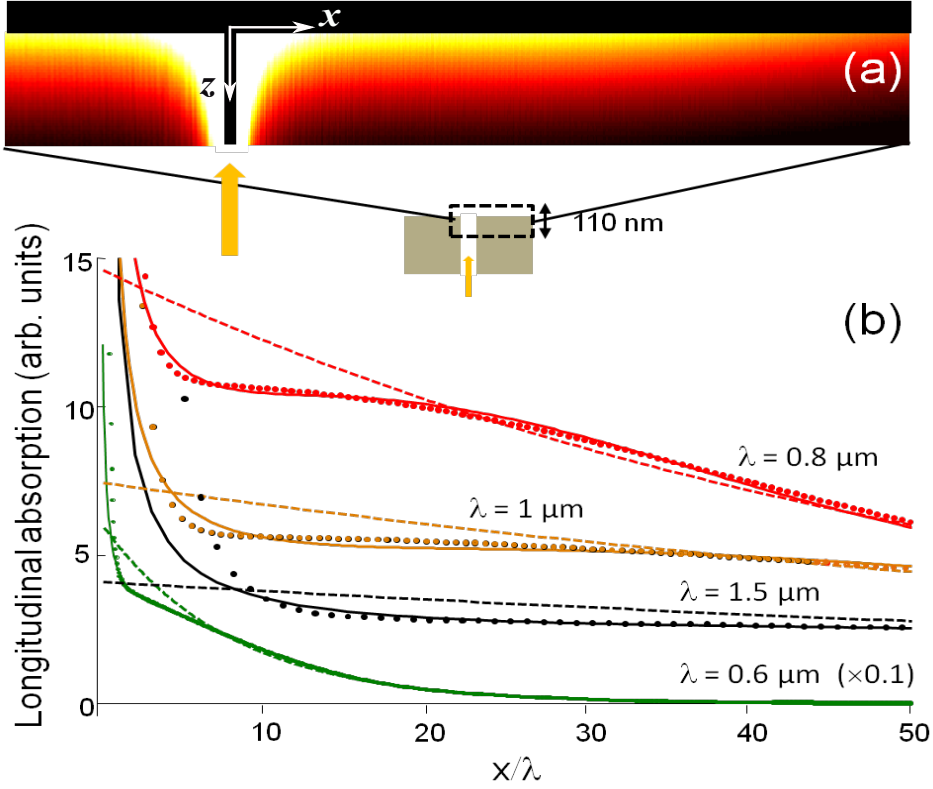 x
z
(a)
110 nm
(b)
Longitudinal absorption (arb. units)
15
10
5
0
λ = 0.8 µm
λ = 1 µm
λ = 1.5 µm
λ = 0.6 µm (×0.1)
10
20
30
40
50
x/λ